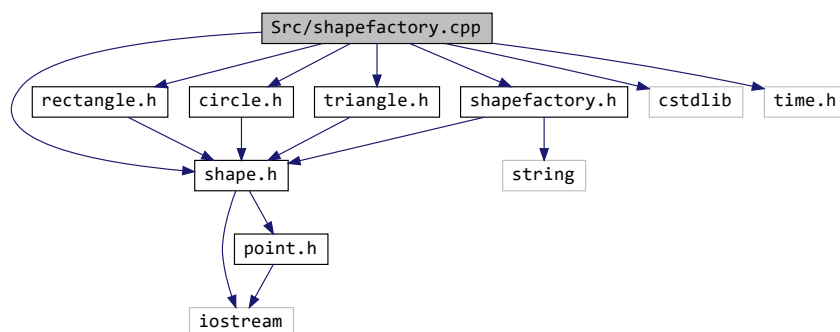 Src/shapefactory.cpp
rectangle.h
circle.h
triangle.h
shapefactory.h
cstdlib
time.h
shape.h
string
point.h
iostream